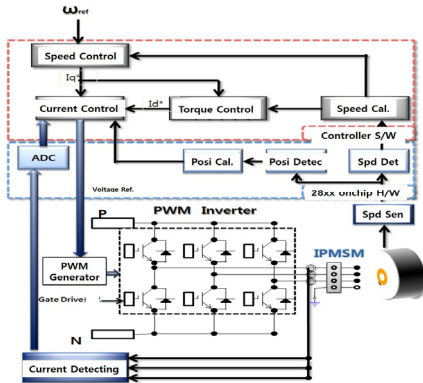 ωref
Speed Control
Iq*
Current Control
Id*
Torque Control
Speed Cal.
Controller S/W
ADC
Posi Cal.
Posi Detec
Spd Det
Voltage Ref.
28xx onchip H/W
Spd Sen
P
PWM Inverter
IPMSM
PWM
Generator
Gate Drive!
N
Current Detecting